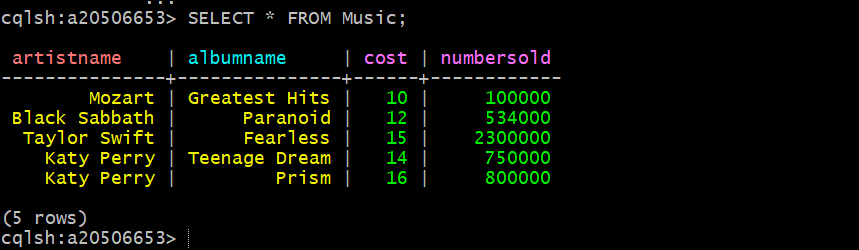 ...
cqlsh:a20506653> SELECT * FROM Music;
 artistname    | albumname     | cost | numbersold
---------------+---------------+------+------------
        Mozart | Greatest Hits |   10 |     100000
 Black Sabbath |      Paranoid |   12 |     534000
  Taylor Swift |      Fearless |   15 |    2300000
    Katy Perry | Teenage Dream |   14 |     750000
    Katy Perry |         Prism |   16 |     800000
(5 rows)
cqlsh:a20506653>